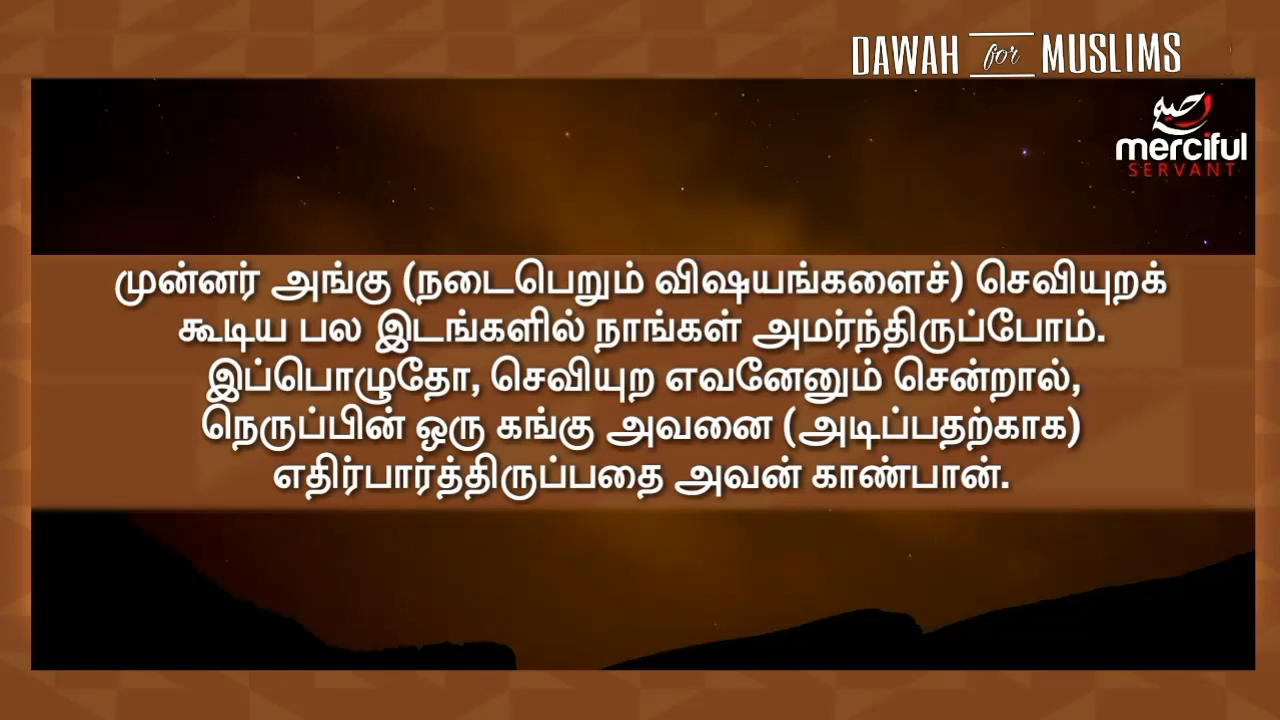 DAWAH for MUSLIMS
merciful
SERVANT
முன்னர் அங்கு (நடைபெறும் விஷயங்களைச்) செவியுறக்
கூடிய பல இடங்களில் நாங்கள் அமர்ந்திருப்போம்.
இப்பொழுதோ, செவியுற எவனேனும் சென்றால்,
நெருப்பின் ஒரு கங்கு அவனை (அடிப்பதற்காக)
எதிர்பார்த்திருப்பதை அவன் காண்பான்.